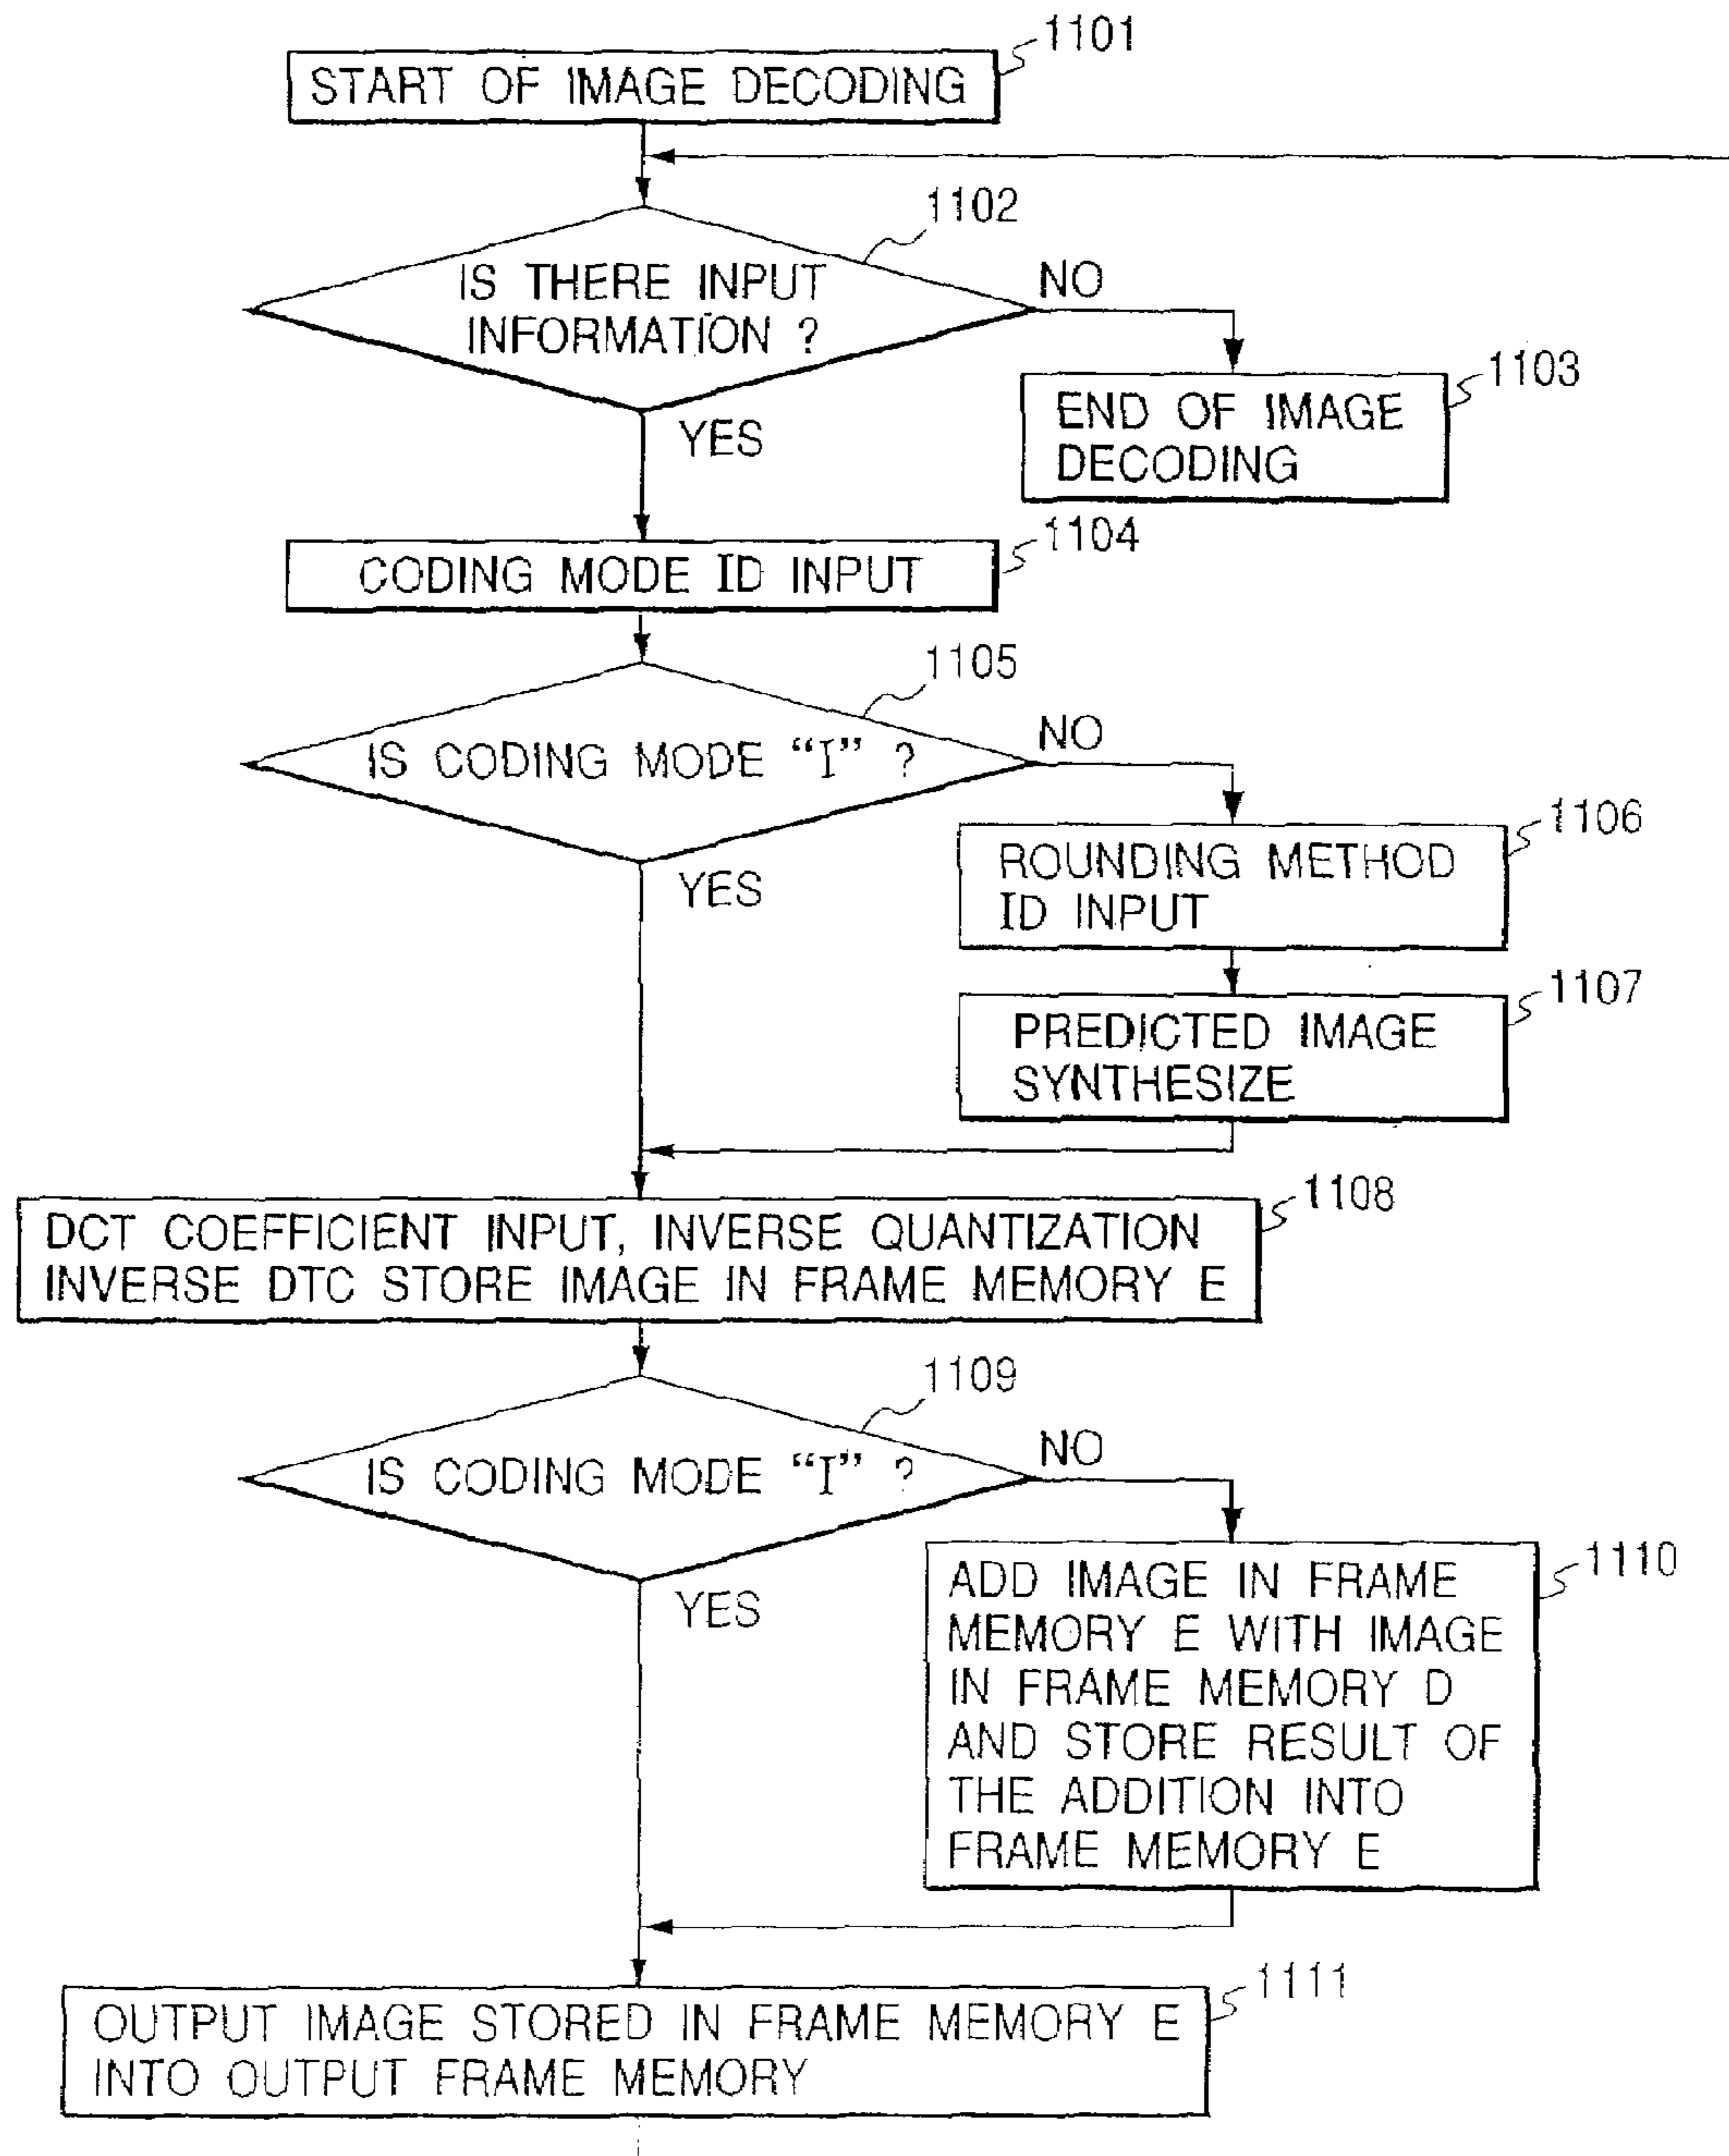 1101
START OF IMAGE DECODING
1102
IS THERE INPUT
INFORMATION ?
NO
1103
END OF IMAGE
DECODING
YES
1104
CODING MODE ID INPUT
1105
IS CODING MODE “I” ?
NO
1106
ROUNDING METHOD
ID INPUT
YES
1107
PREDICTED IMAGE
SYNTHESIZE
1108
DCT COEFFICIENT INPUT, INVERSE QUANTIZATION
INVERSE DTC STORE IMAGE IN FRAME MEMORY E
1109
IS CODING MODE “I” ?
NO
1110
ADD IMAGE IN FRAME
MEMORY E WITH IMAGE
IN FRAME MEMORY D
AND STORE RESULT OF
THE ADDITION INTO
FRAME MEMORY E
YES
1111
OUTPUT IMAGE STORED IN FRAME MEMORY E
INTO OUTPUT FRAME MEMORY